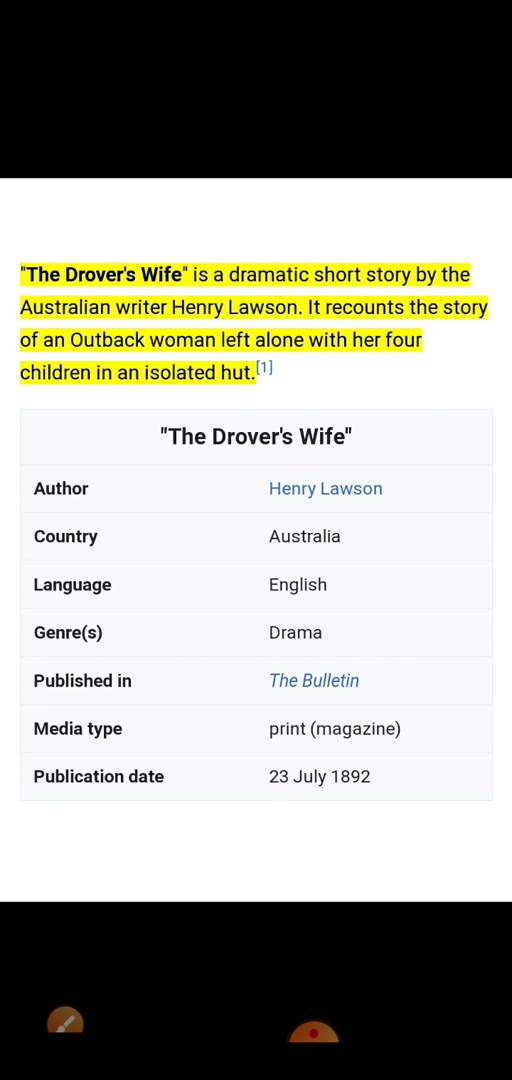 "The Drover's Wife" is a dramatic short story by the
Australian writer Henry Lawson. It recounts the story
of an Outback woman left alone with her four
children in an isolated hut.[1]
"The Drover's Wife"
Author Henry Lawson
Country Australia
Language English
Genre(s) Drama
Published in The Bulletin
Media type print (magazine)
Publication date 23 July 1892